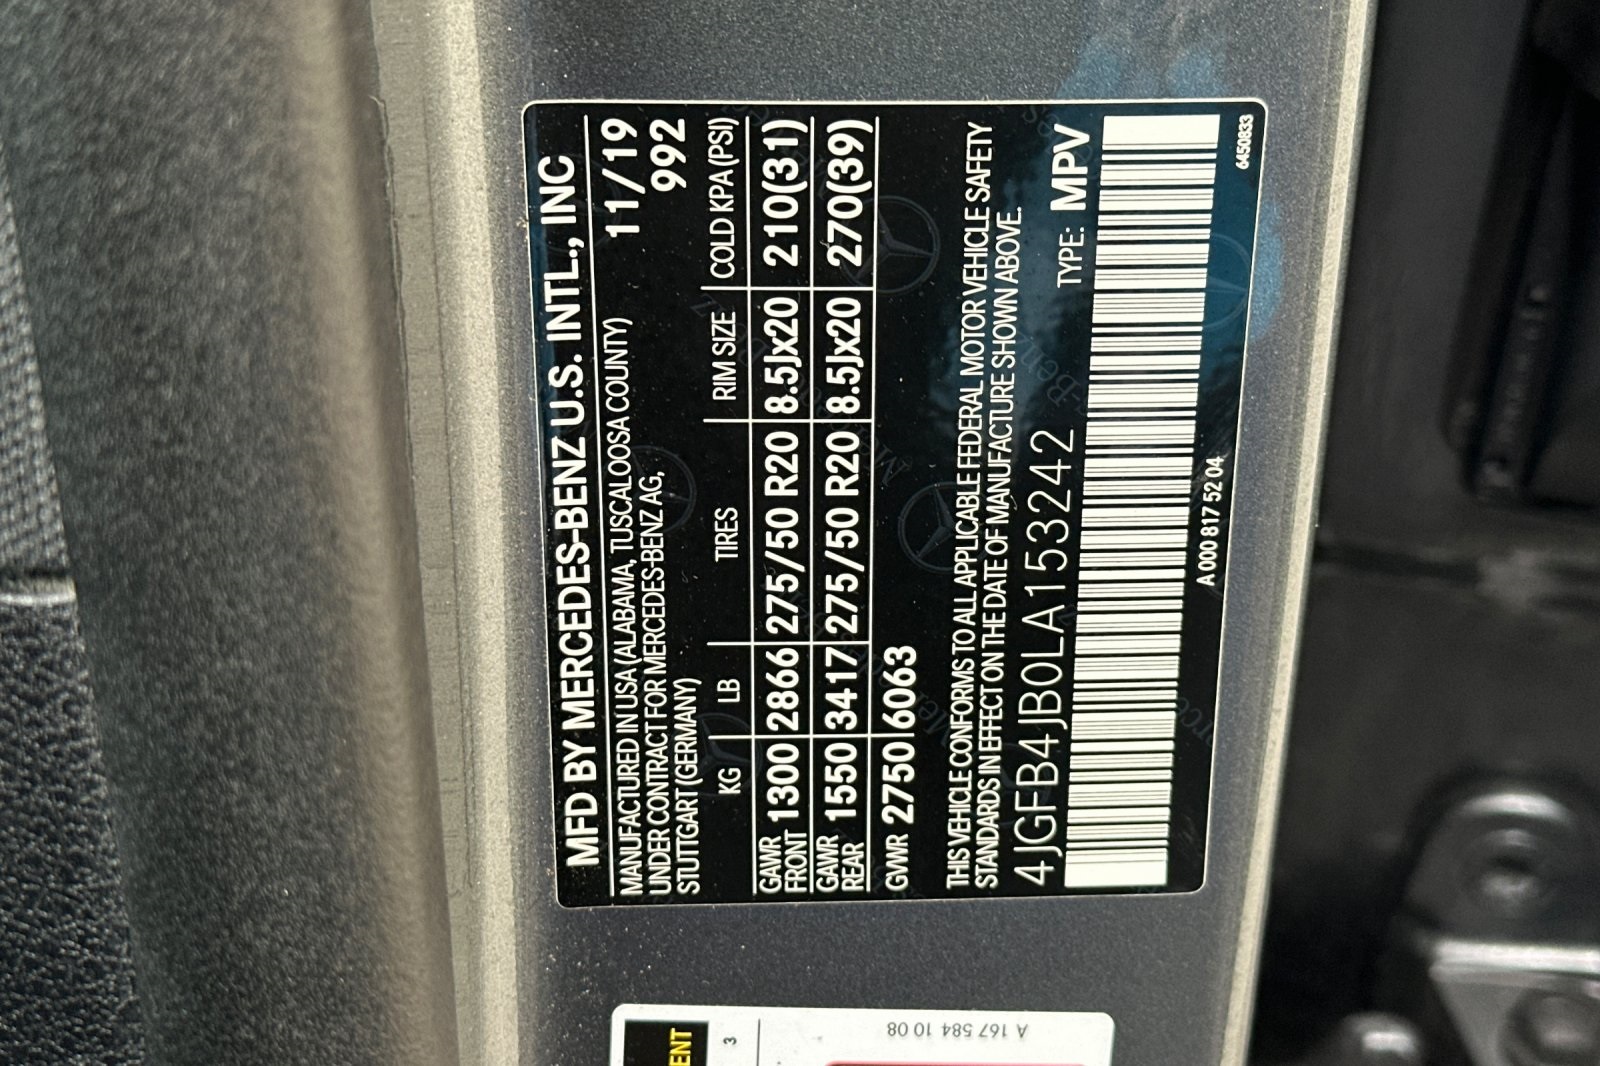 MFD BY MERCEDES-BENZ U.S. INTL., INC
MANUFACTURED IN USA (ALABAMA, TUSCALOOSA COUNTY) 11/19
UNDER CONTRACT FOR MERCEDES-BENZ AG, 992
STUTTGART (GERMANY)
KG LB TIRES RIM SIZE COLD KPA (PSI)
GAWR FRONT 1300 2866 275/50 R20 8.5Jx20 210(31)
GAWR REAR 1550 3417 275/50 R20 8.5Jx20 270(39)
GVWR 2750 6063
THIS VEHICLE CONFORMS TO ALL APPLICABLE FEDERAL MOTOR VEHICLE SAFETY
STANDARDS IN EFFECT ON THE DATE OF MANUFACTURE SHOWN ABOVE.
4JGFB4JB0LA153242 TYPE: MPV
A 000 817 52 04 6450833
A 167 584 10 08
3